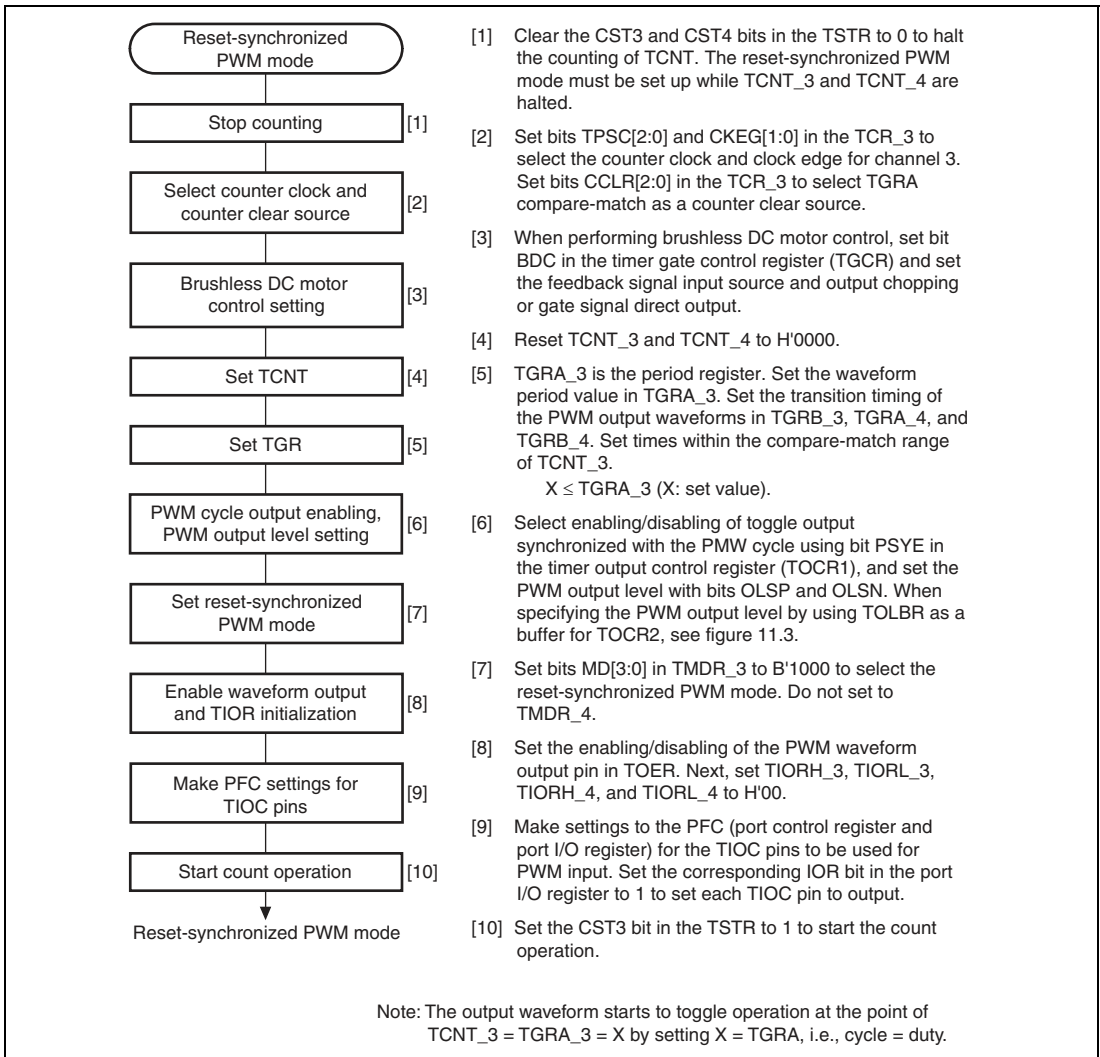 Reset-synchronized
PWM mode
Stop counting
[1]
Select counter clock and
counter clear source
[2]
Brushless DC motor
control setting
[3]
Set TCNT
[4]
Set TGR
[5]
PWM cycle output enabling,
PWM output level setting
[6]
Set reset-synchronized
PWM mode
[7]
Enable waveform output
and TIOR initialization
[8]
Make PFC settings for
TIOC pins
[9]
Start count operation
[10]
Reset-synchronized PWM mode
[1] Clear the CST3 and CST4 bits in the TSTR to 0 to halt
the counting of TCNT. The reset-synchronized PWM
mode must be set up while TCNT_3 and TCNT_4 are
halted.
[2] Set bits TPSC[2:0] and CKEG[1:0] in the TCR_3 to
select the counter clock and clock edge for channel 3.
Set bits CCLR[2:0] in the TCR_3 to select TGRA
compare-match as a counter clear source.
[3] When performing brushless DC motor control, set bit
BDC in the timer gate control register (TGCR) and set
the feedback signal input source and output chopping
or gate signal direct output.
[4] Reset TCNT_3 and TCNT_4 to H'0000.
[5] TGRA_3 is the period register. Set the waveform
period value in TGRA_3. Set the transition timing of
the PWM output waveforms in TGRB_3, TGRA_4, and
TGRB_4. Set times within the compare-match range
of TCNT_3.
X ≤ TGRA_3 (X: set value).
[6] Select enabling/disabling of toggle output
synchronized with the PMW cycle using bit PSYE in
the timer output control register (TOCR1), and set the
PWM output level with bits OLSP and OLSN. When
specifying the PWM output level by using TOLBR as a
buffer for TOCR2, see figure 11.3.
[7] Set bits MD[3:0] in TMDR_3 to B'1000 to select the
reset-synchronized PWM mode. Do not set to
TMDR_4.
[8] Set the enabling/disabling of the PWM waveform
output pin in TOER. Next, set TIORH_3, TIORL_3,
TIORH_4, and TIORL_4 to H'00.
[9] Make settings to the PFC (port control register and
port I/O register) for the TIOC pins to be used for
PWM input. Set the corresponding IOR bit in the port
I/O register to 1 to set each TIOC pin to output.
[10] Set the CST3 bit in the TSTR to 1 to start the count
operation.
Note: The output waveform starts to toggle operation at the point of
TCNT_3 = TGRA_3 = X by setting X = TGRA, i.e., cycle = duty.